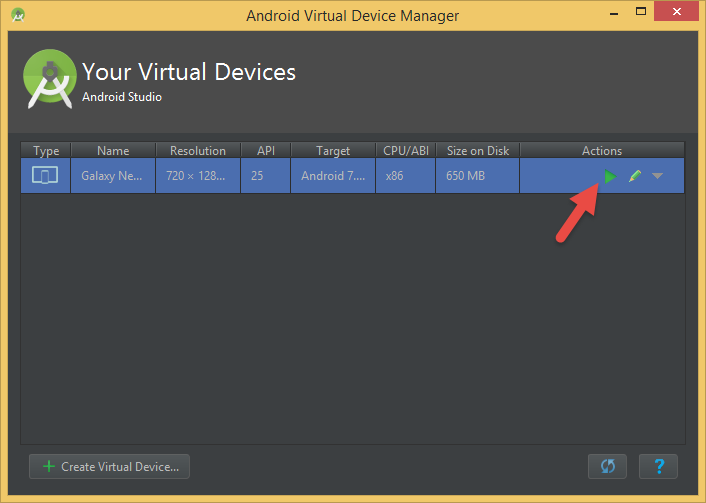 Android Virtual Device Manager
Your Virtual Devices
Android Studio
Type Name Resolution API Target CPU/ABI Size on Disk Actions
Galaxy Ne... 720 × 128... 25 Android 7.... x86 650 MB
Create Virtual Device... ?